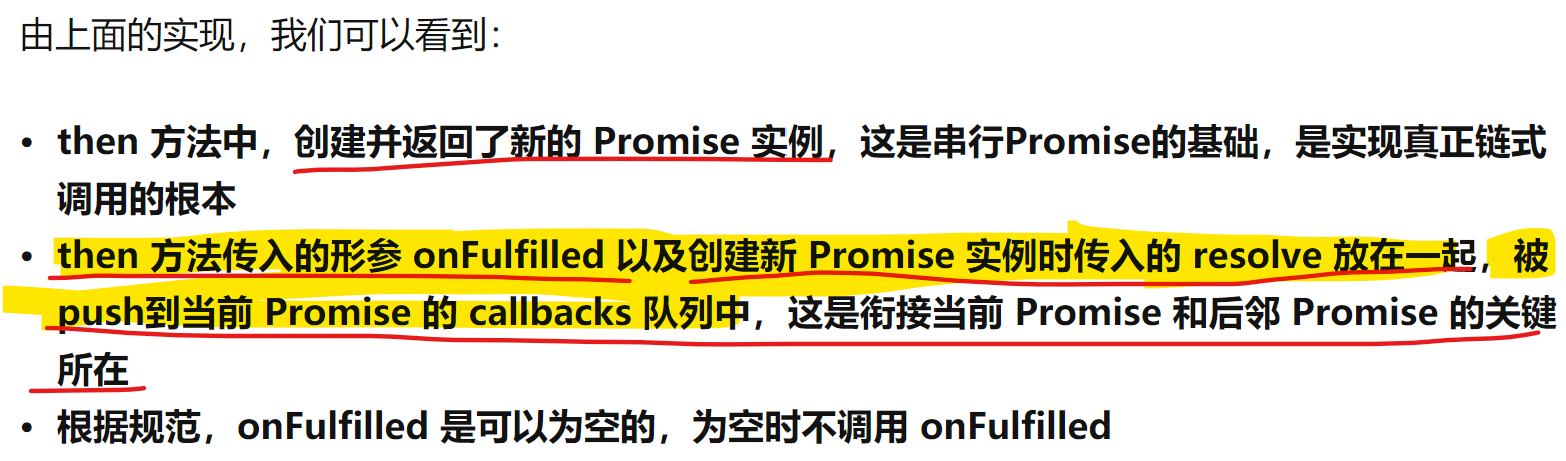 由上面的实现，我们可以看到：
• then 方法中，创建并返回了新的 Promise 实例，这是串行Promise的基础，是实现真正链式
调用的根本
• then 方法传入的形参 onFulfilled 以及创建新 Promise 实例时传入的 resolve 放在一起，被
push到当前 Promise 的 callbacks 队列中，这是衔接当前 Promise 和后邻 Promise 的关键
所在
• 根据规范，onFulfilled 是可以为空的，为空时不调用 onFulfilled